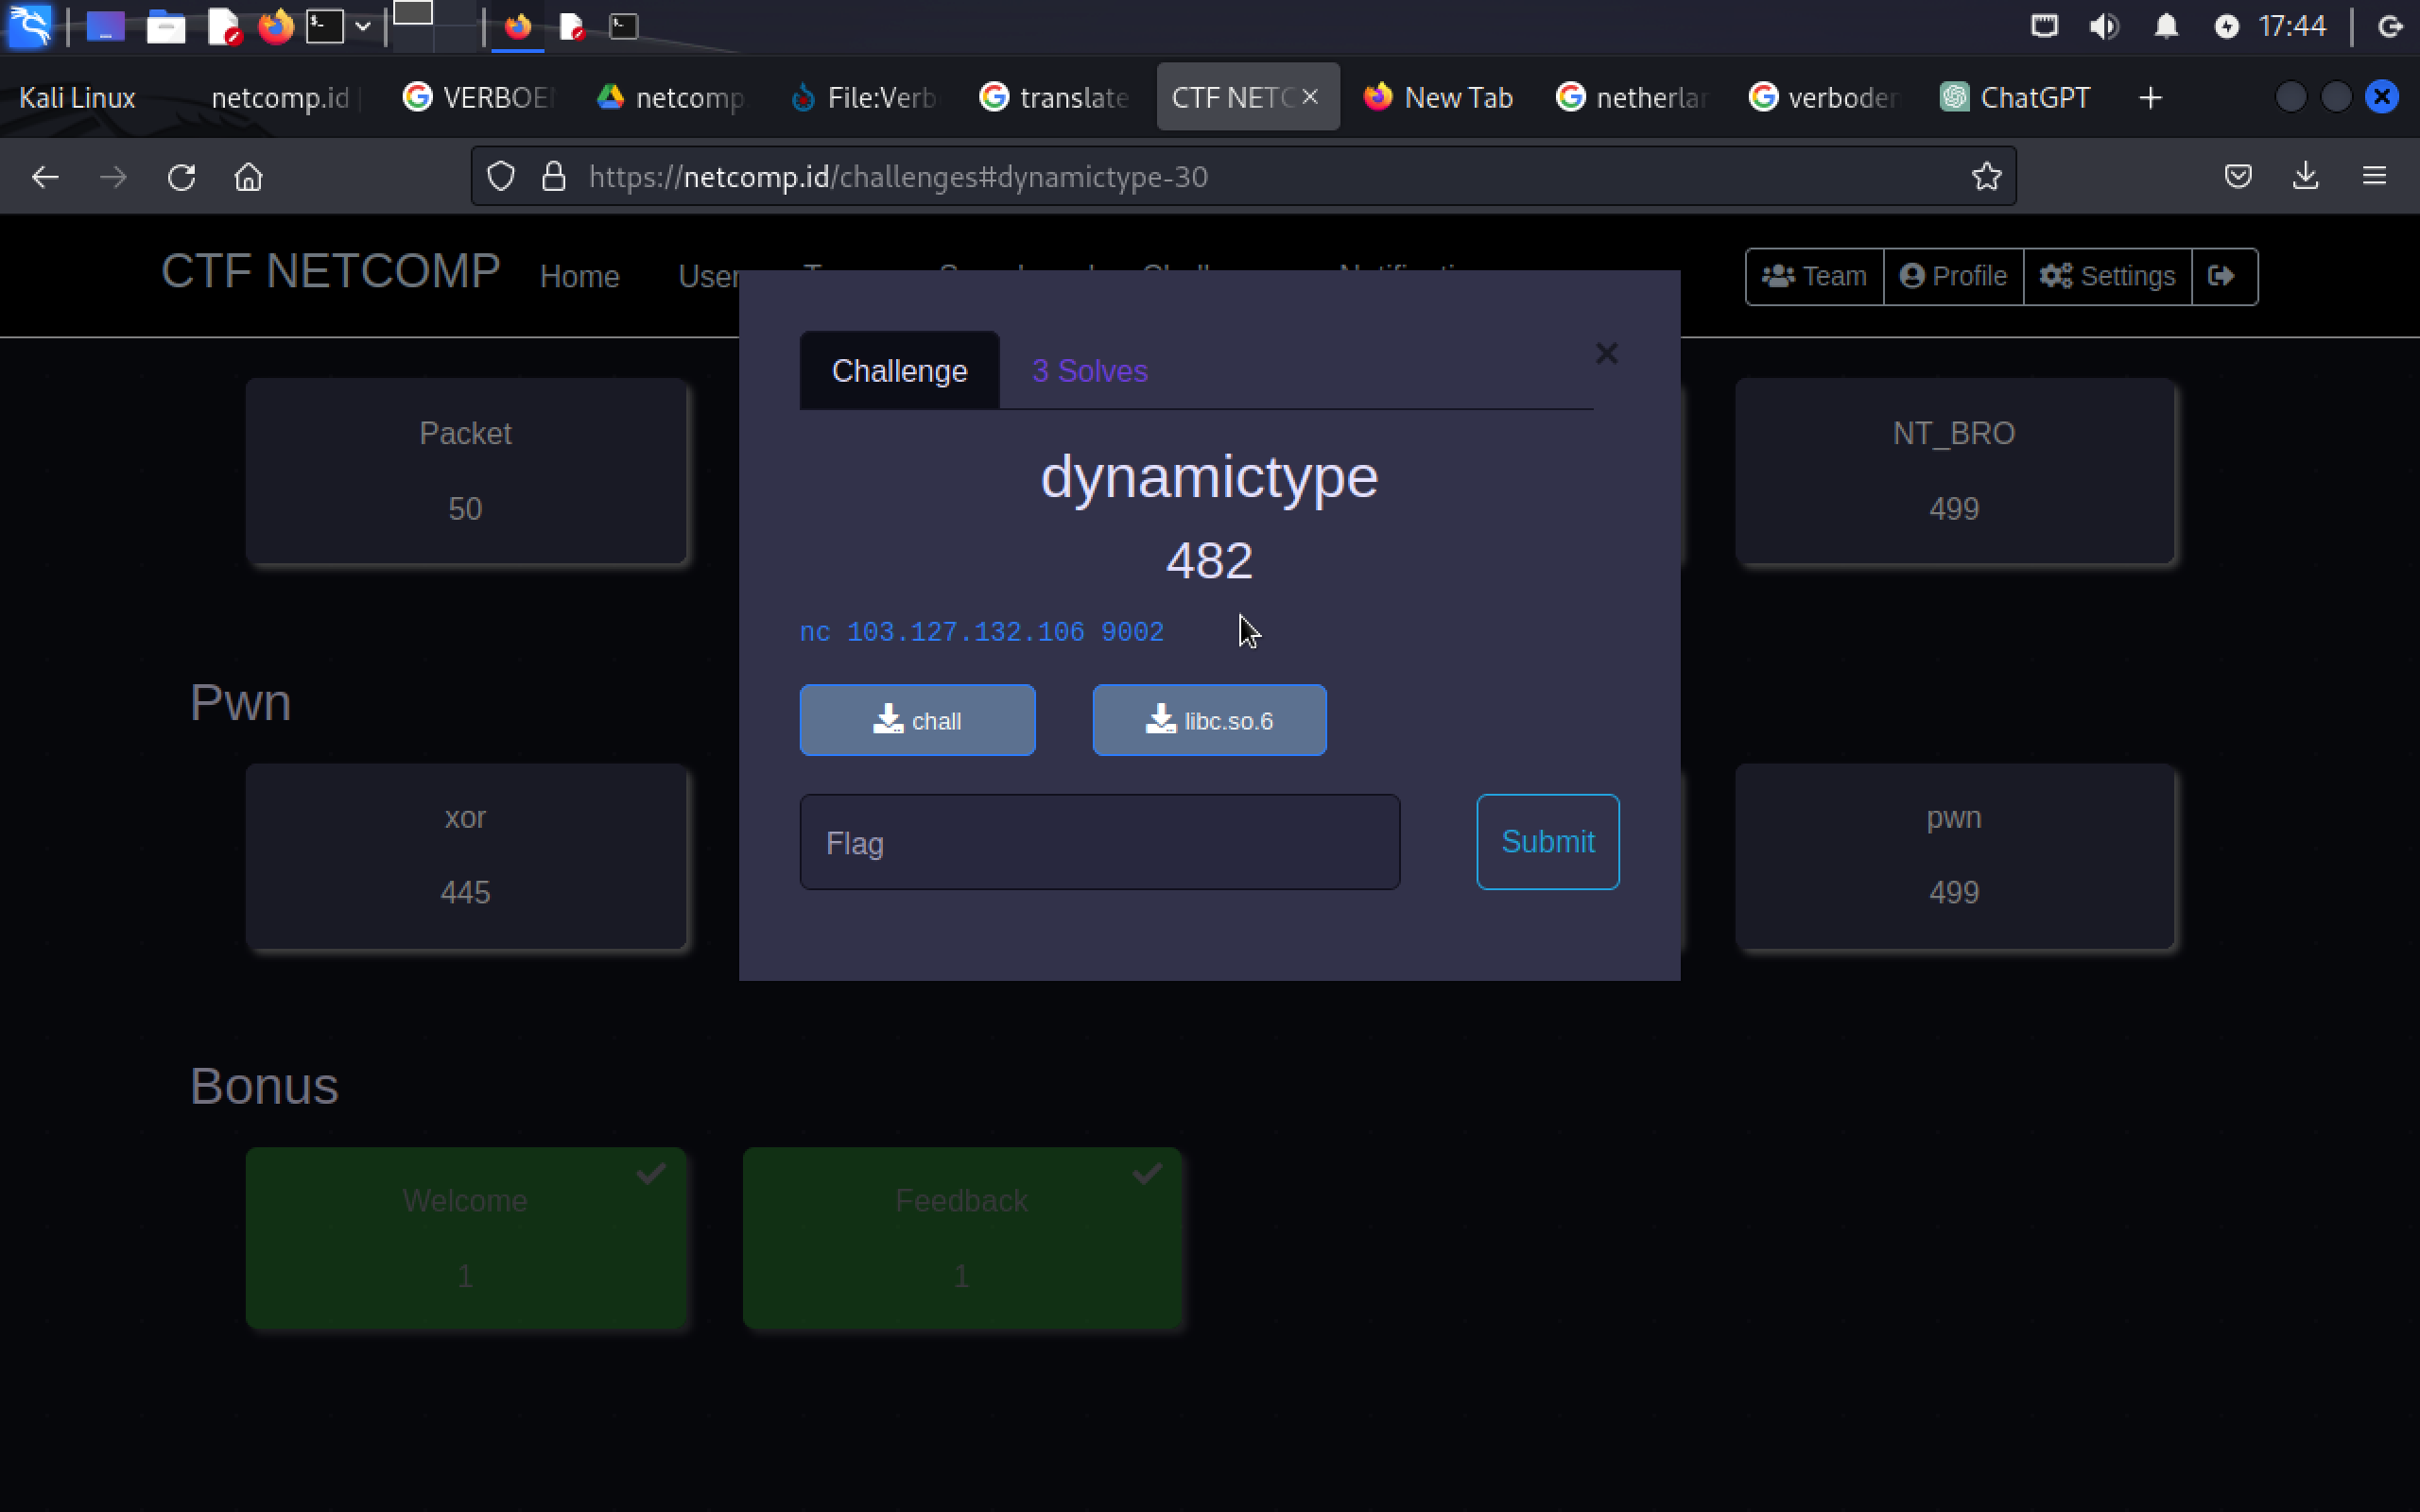 17:44
Kali Linux
netcomp.id
VERBOE
netcomp
File:Verb
translate
CTF NETC
New Tab
netherlar
verboden
ChatGPT
https://netcomp.id/challenges#dynamictype-30
CTF NETCOMP
Home
User
Team
Profile
Settings
Challenge
3 Solves
dynamictype
482
nc 103.127.132.106 9002
chall
libc.so.6
Flag
Submit
Packet
50
NT_BRO
499
Pwn
xor
445
pwn
499
Bonus
Welcome
1
Feedback
1